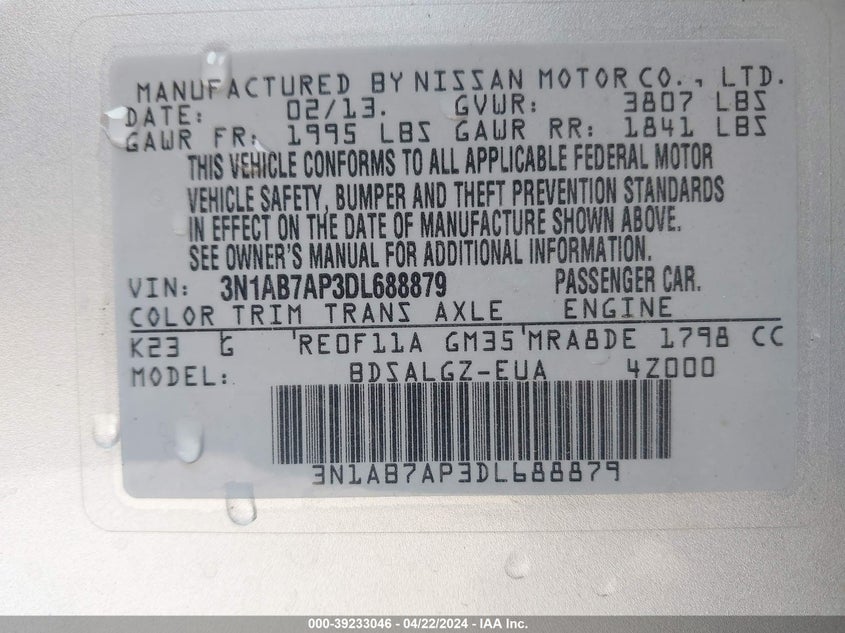 MANUFACTURED BY NISSAN MOTOR CO., LTD.
DATE: 02/13. GVWR: 3807 LBS
GAWR FR: 1995 LBS GAWR RR: 1841 LBS
THIS VEHICLE CONFORMS TO ALL APPLICABLE FEDERAL MOTOR
VEHICLE SAFETY, BUMPER AND THEFT PREVENTION STANDARDS
IN EFFECT ON THE DATE OF MANUFACTURE SHOWN ABOVE.
SEE OWNER'S MANUAL FOR ADDITIONAL INFORMATION.
VIN: 3N1AB7AP3DL688879 PASSENGER CAR.
COLOR TRIM TRANS AXLE ENGINE
K23 G RE0F11A GM35 MRA8DE 1798 CC
MODEL: BDSALGZ-EUA 4Z000
3N1AB7AP3DL688879
000-39233046 - 04/22/2024 - IAA Inc.